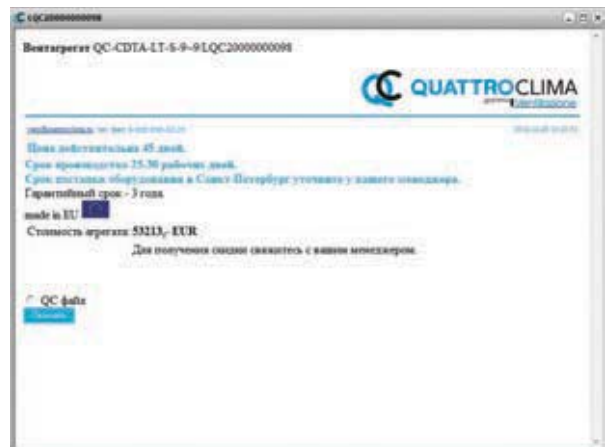 Вентагрегат QC-CDTA-LT-S-9--9/LQC20000000098
QUATTROCLIMA
Цена действительна 45 дней.
Срок производства 25-30 рабочих дней.
Срок поставки оборудования в Санкт-Петербург уточните у вашего менеджера.
Гарантийный срок - 3 года
made in EU
Стоимость агрегата: 53213,- EUR
Для получения скидки свяжитесь с вашим менеджером.
QC файл